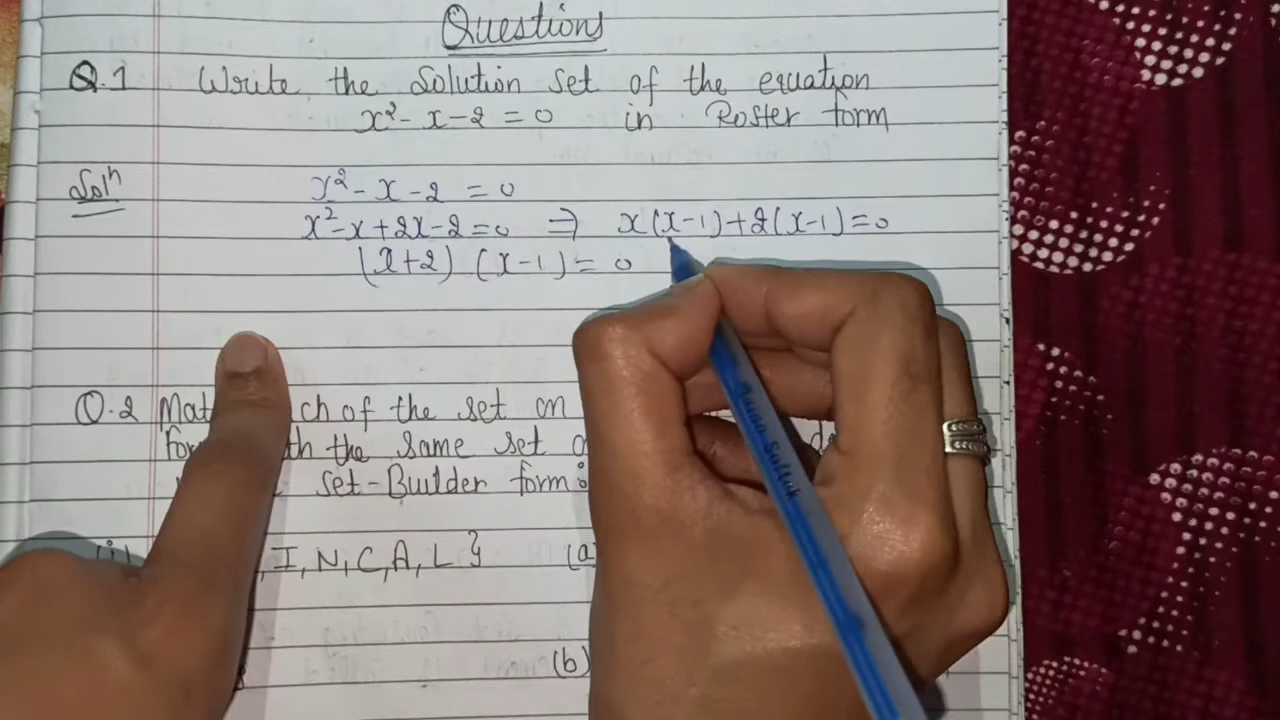 Questions
Q.1 Write the Solution Set of the equation
x² - x - 2 = 0 in Roster form
Solⁿ
x² - x - 2 = 0
x² - x + 2x - 2 = 0 ⇒ x(x-1)+2(x-1)=0
(x+2) (x-1) = 0
Q.2 of the set on
th the same set
set-Builder form:
I, N, C, A, L }
(b)